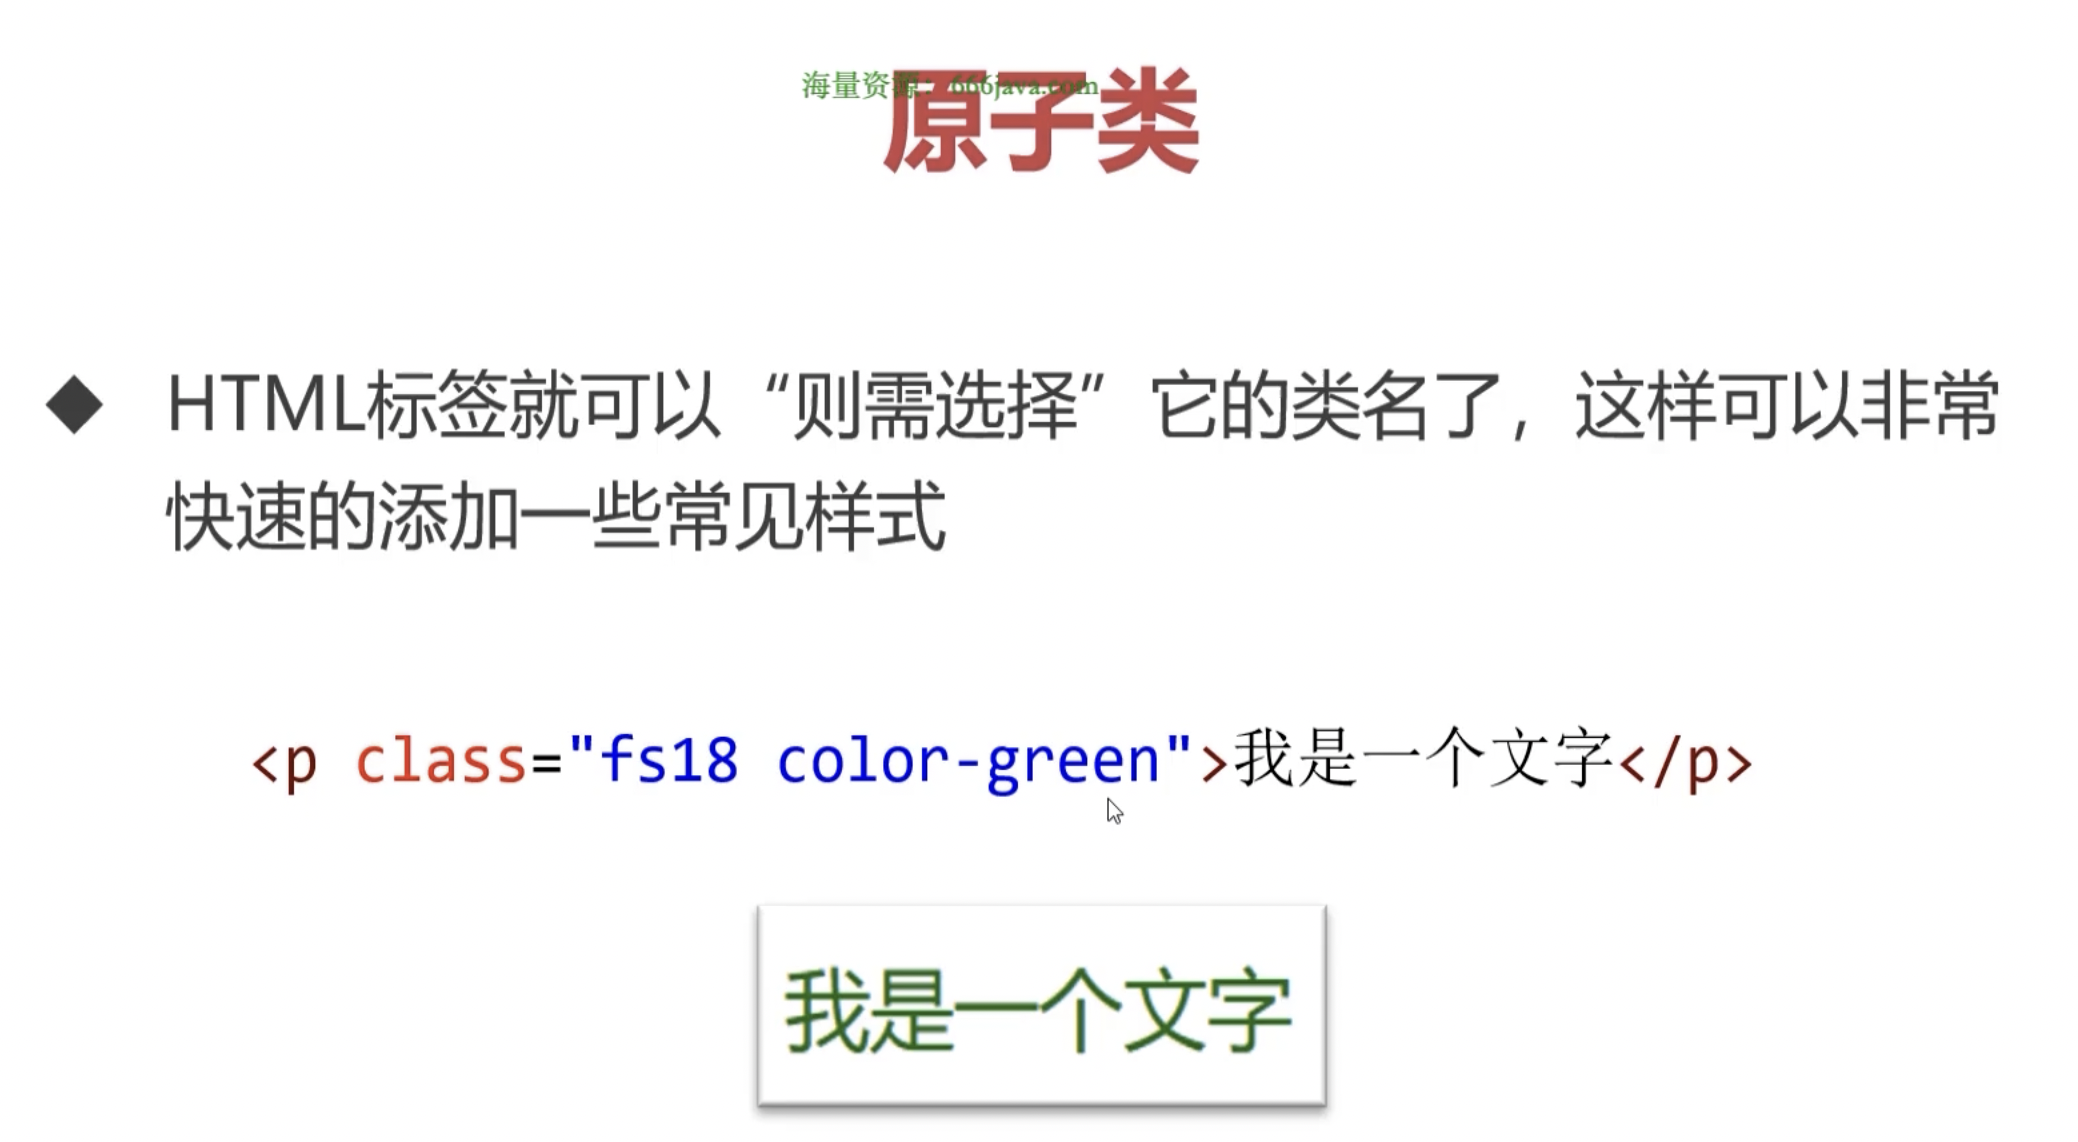 海量资源：666java.com
原子类
◆ HTML标签就可以“则需选择”它的类名了，这样可以非常
快速的添加一些常见样式
<p class="fs18 color-green">我是一个文字</p>
我是一个文字